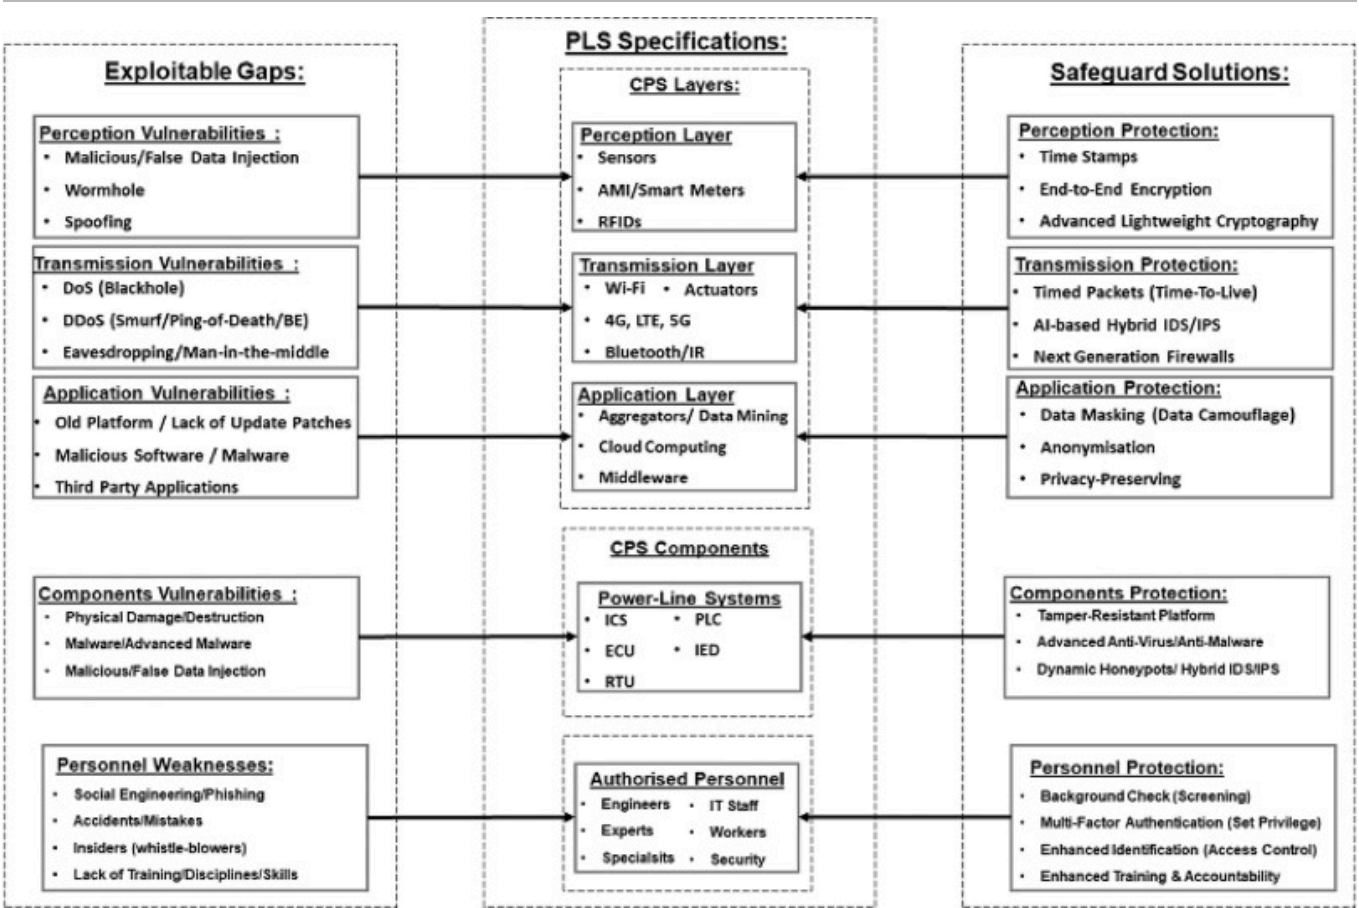 Exploitable Gaps:
Perception Vulnerabilities :
• Malicious/False Data Injection
• Wormhole
• Spoofing
Transmission Vulnerabilities :
• DoS (Blackhole)
• DDoS (Smurf/Ping-of-Death/BE)
• Eavesdropping/Man-in-the-middle
Application Vulnerabilities :
• Old Platform / Lack of Update Patches
• Malicious Software / Malware
• Third Party Applications
Components Vulnerabilities :
• Physical Damage/Destruction
• Malware/Advanced Malware
• Malicious/False Data Injection
Personnel Weaknesses:
• Social Engineering/Phishing
• Accidents/Mistakes
• Insiders (whistle-blowers)
• Lack of Training/Disciplines/Skills
PLS Specifications:
CPS Layers:
Perception Layer
• Sensors
• AMI/Smart Meters
• RFIDs
Transmission Layer
• Wi-Fi • Actuators
• 4G, LTE, 5G
• Bluetooth/IR
Application Layer
• Aggregators/ Data Mining
• Cloud Computing
• Middleware
CPS Components
Power-Line Systems
• ICS • PLC
• ECU • IED
• RTU
Authorised Personnel
• Engineers • IT Staff
• Experts • Workers
• Specialsits • Security
Safeguard Solutions:
Perception Protection:
• Time Stamps
• End-to-End Encryption
• Advanced Lightweight Cryptography
Transmission Protection:
• Timed Packets (Time-To-Live)
• AI-based Hybrid IDS/IPS
• Next Generation Firewalls
Application Protection:
• Data Masking (Data Camouflage)
• Anonymisation
• Privacy-Preserving
Components Protection:
• Tamper-Resistant Platform
• Advanced Anti-Virus/Anti-Malware
• Dynamic Honeypots/ Hybrid IDS/IPS
Personnel Protection:
• Background Check (Screening)
• Multi-Factor Authentication (Set Privilege)
• Enhanced Identification (Access Control)
• Enhanced Training & Accountability